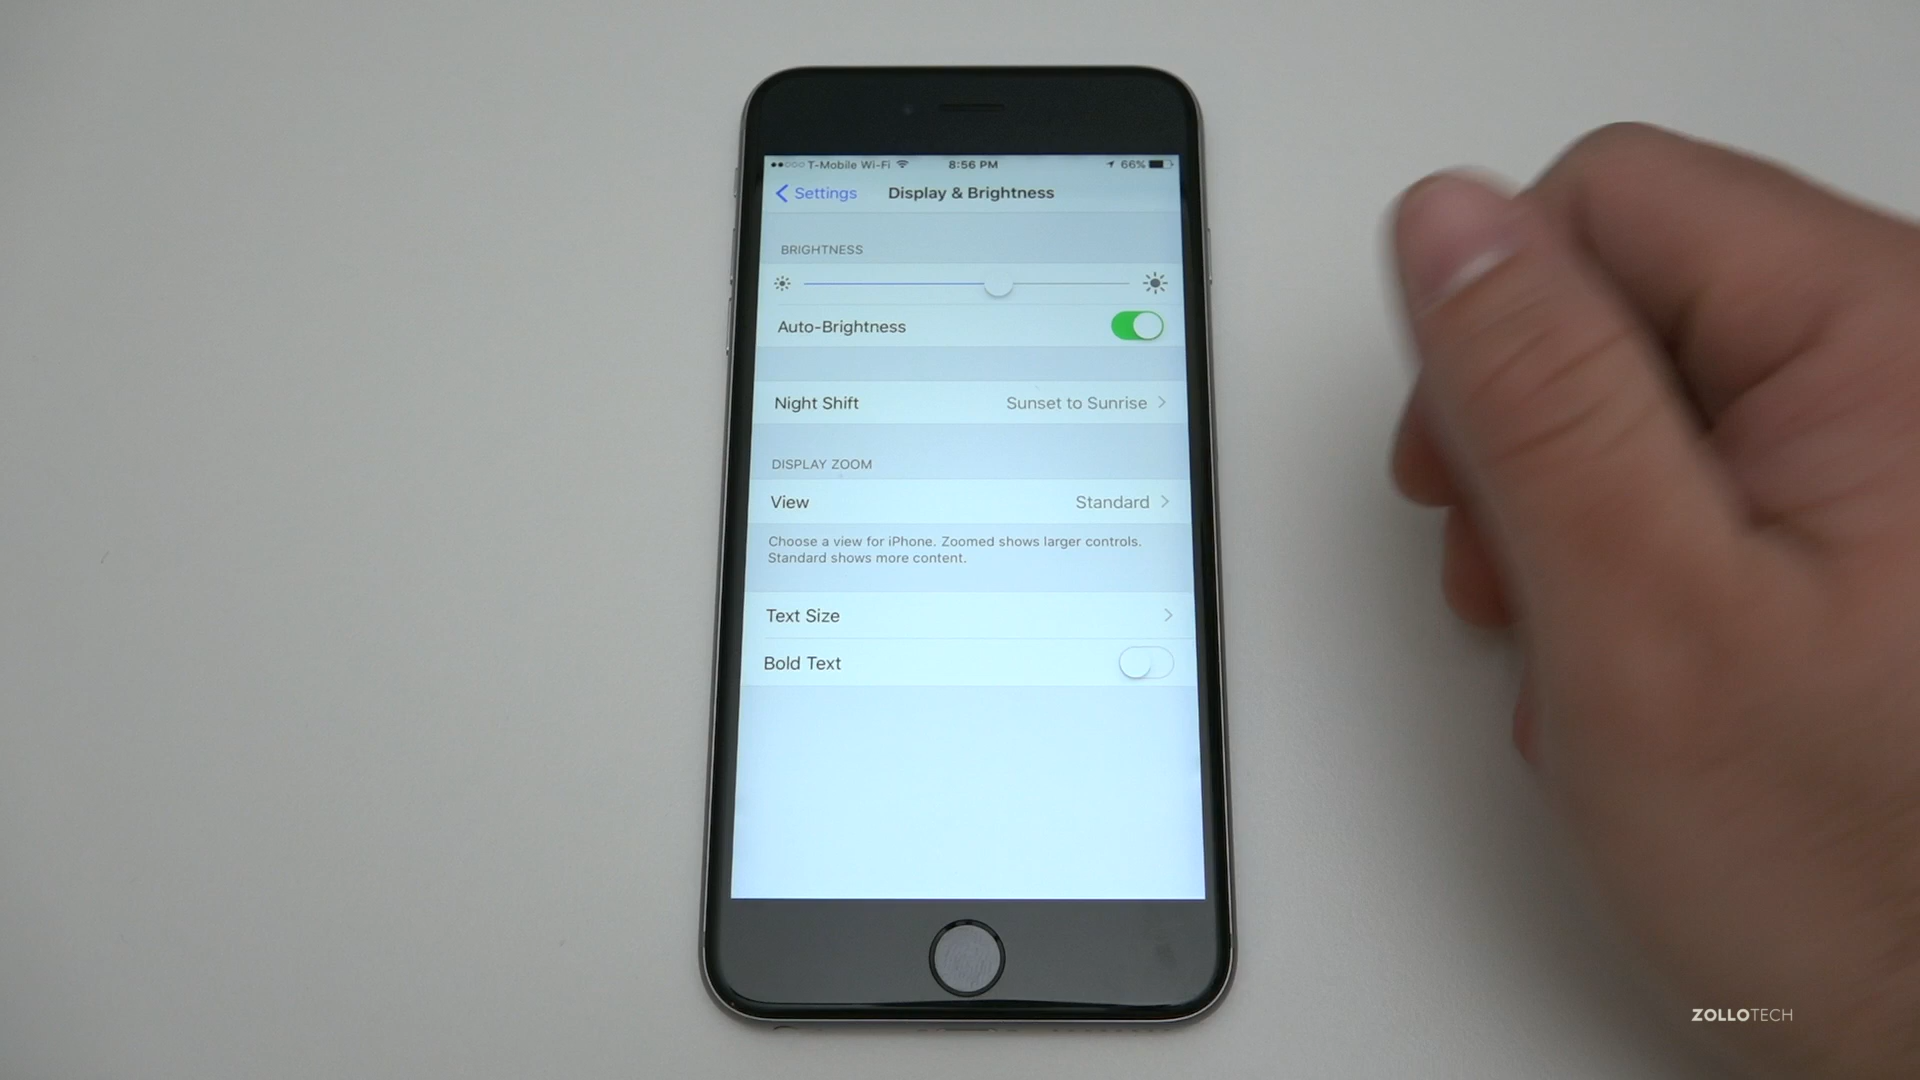 T-Mobile Wi-Fi 8:56 PM 66%
Settings Display & Brightness
BRIGHTNESS
Auto-Brightness
Night Shift Sunset to Sunrise
DISPLAY ZOOM
View Standard
Choose a view for iPhone. Zoomed shows larger controls.
Standard shows more content.
Text Size
Bold Text
ZOLLOTECH